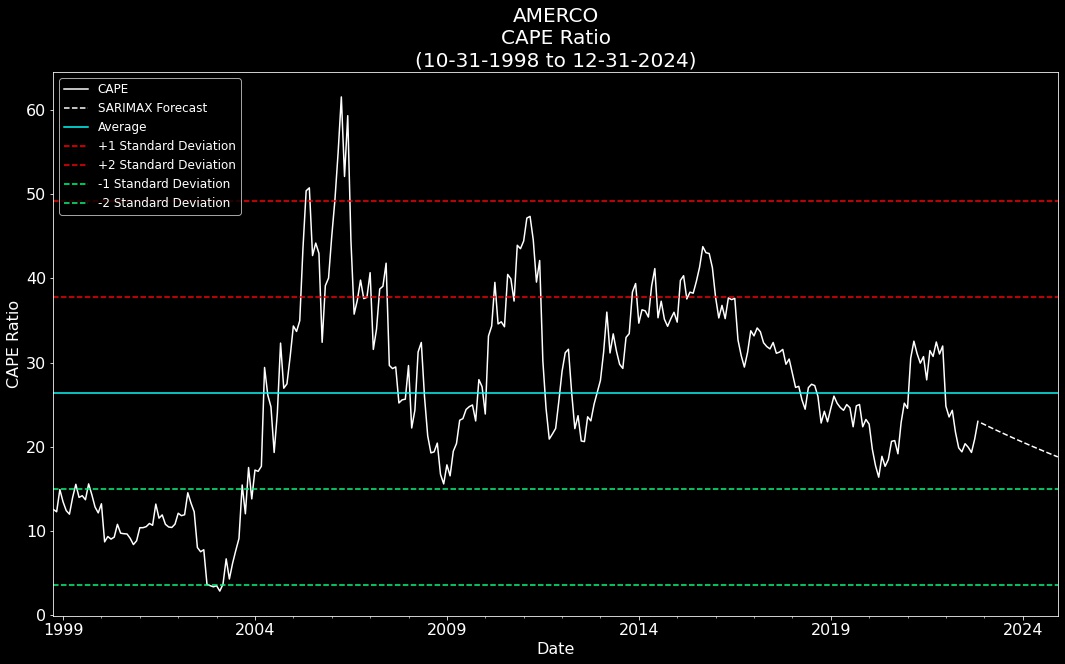 AMERCO
CAPE Ratio
(10-31-1998 to 12-31-2024)
CAPE
SARIMAX Forecast
Average
+1 Standard Deviation
+2 Standard Deviation
-1 Standard Deviation
-2 Standard Deviation
60
50
40
30
20
10
0
CAPE Ratio
1999
2004
2009
2014
2019
2024
Date